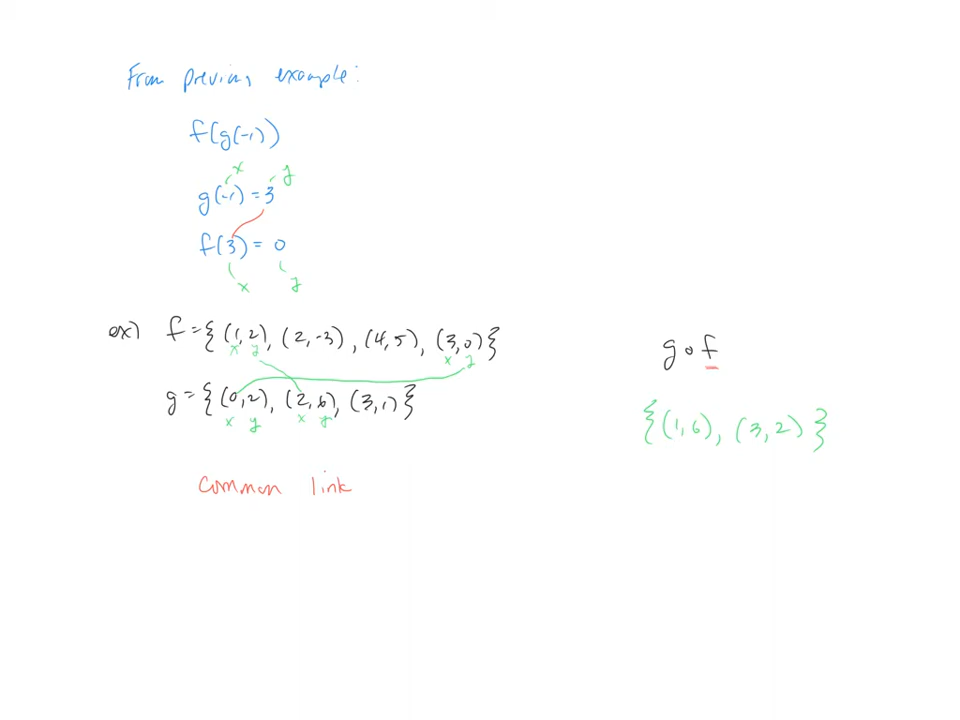 From previous example:
f(g(-1))
x y
g(-1) = 3
f(3) = 0
x y
ex) f = {(1,2), (2,-3), (4,5), (3,0)}
x y x y
g = {(0,2), (2,6), (3,1)}
x y x y
common link
g ∘ f
{(1,6), (3,2)}